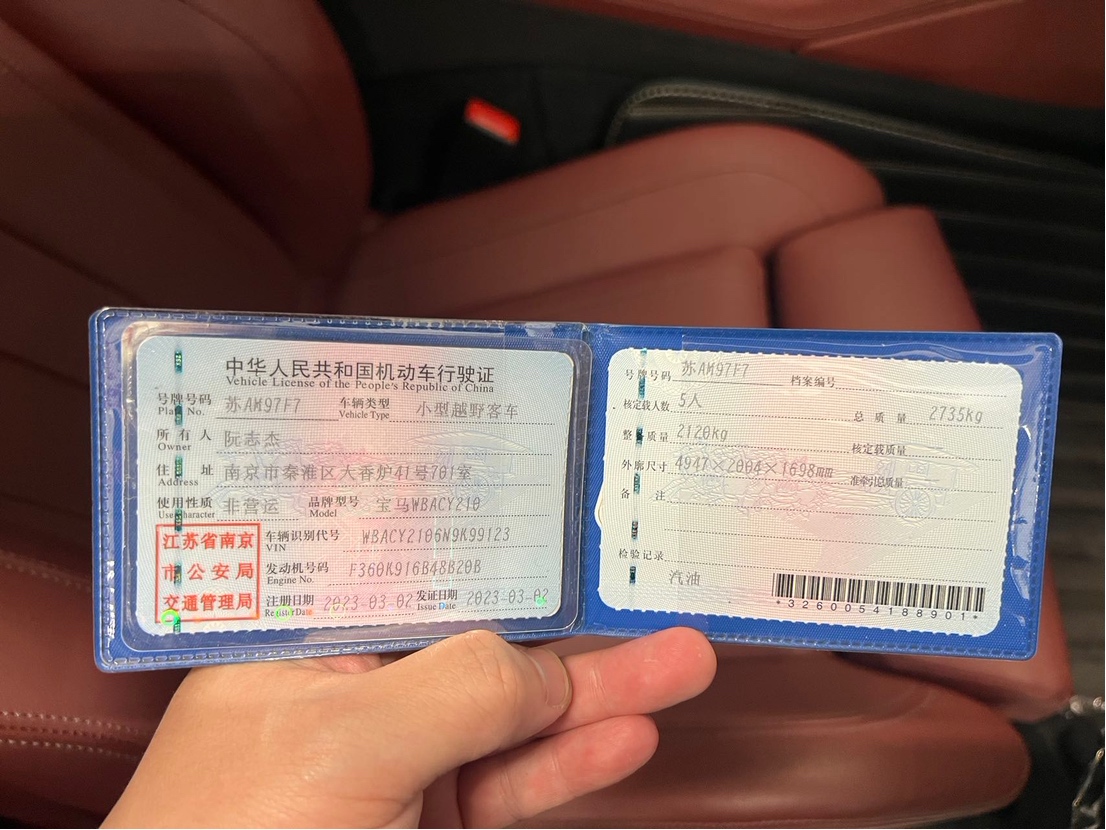 中华人民共和国机动车行驶证
Vehicle License of the People's Republic of China
号牌号码 苏AM97F7 车辆类型 小型越野客车
Plate No. Vehicle Type
所有人 阮志杰
Owner
住址 南京市秦淮区大香炉41号701室
Address
使用性质 非营运 品牌型号 宝马WBACY210
Use Character Model
江苏省南京
市公安局
交通管理局
车辆识别代号 WBACY2106N9K99123
VIN
发动机号码 F360K916B48B20B
Engine No.
注册日期 2023-03-02 发证日期 2023-03-02
Register Date Issue Date
号牌号码 苏AM97F7 档案编号
核定载人数 5人 总质量 2735kg
整备质量 2120kg 核定载质量
外廓尺寸 4947×2004×1698mm 准牵引总质量
备注
检验记录
汽油
*3260054188901*